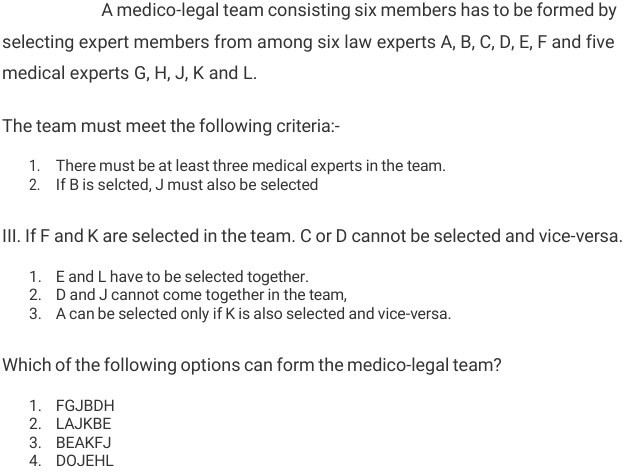 A medico-legal team consisting six members has to be formed by
selecting expert members from among six law experts A, B, C, D, E, F and five
medical experts G, H, J, K and L.
The team must meet the following criteria:-
1. There must be at least three medical experts in the team.
2. If B is selcted, J must also be selected
III. If F and K are selected in the team. C or D cannot be selected and vice-versa.
1. E and L have to be selected together.
2. D and J cannot come together in the team,
3. A can be selected only if K is also selected and vice-versa.
Which of the following options can form the medico-legal team?
1. FGJBDH
2. LAJKBE
3. BEAKFJ
4. DOJEHL